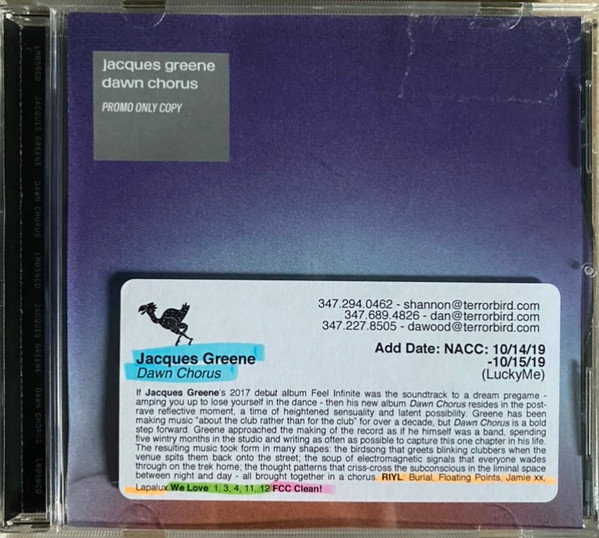 jacques greene
dawn chorus
PROMO ONLY COPY
347.294.0462 - shannon@terrorbird.com
347.689.4826 - dan@terrorbird.com
347.227.8505 - dawood@terrorbird.com
Jacques Greene
Dawn Chorus
Add Date: NACC: 10/14/19
-10/15/19
(LuckyMe)
If Jacques Greene's 2017 debut album Feel Infinite was the soundtrack to a dream pregame -
amping you up to lose yourself in the dance - then his new album Dawn Chorus resides in the post-
rave reflective moment, a time of heightened sensuality and latent possibility. Greene has been
making music "about the club rather than for the club" for over a decade, but Dawn Chorus is a bold
step forward. Greene approached the making of the record as if he himself was a band, spending
five wintry months in the studio and writing as often as possible to capture this one chapter in his life.
The resulting music took form in many shapes: the birdsong that greets blinking clubbers when the
venue spits them back onto the street; the soup of electromagnetic signals that everyone wades
through on the trek home; the thought patterns that criss-cross the subconscious in the liminal space
between night and day - all brought together in a chorus. RIYL: Burial, Floating Points, Jamie xx,
Lapalux We Love: 1, 3, 4, 11, 12 FCC Clean!
LM059CD JACQUES GREENE DAWN CHORUS LM059CD JACQUES GREENE DAWN CHORUS LM059CD